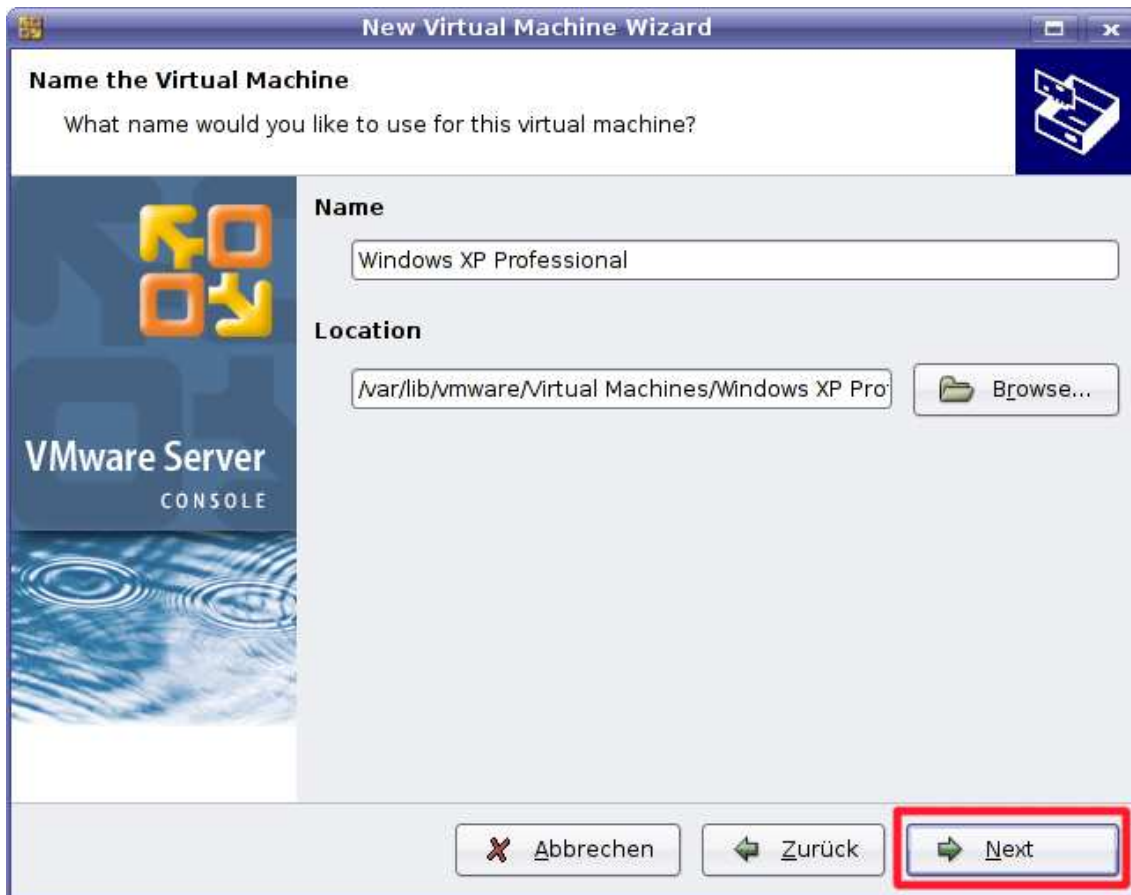 New Virtual Machine Wizard
Name the Virtual Machine
What name would you like to use for this virtual machine?
Name
Windows XP Professional
Location
/var/lib/vmware/Virtual Machines/Windows XP Pro
Browse...
VMware Server
CONSOLE
Abbrechen
Zurück
Next